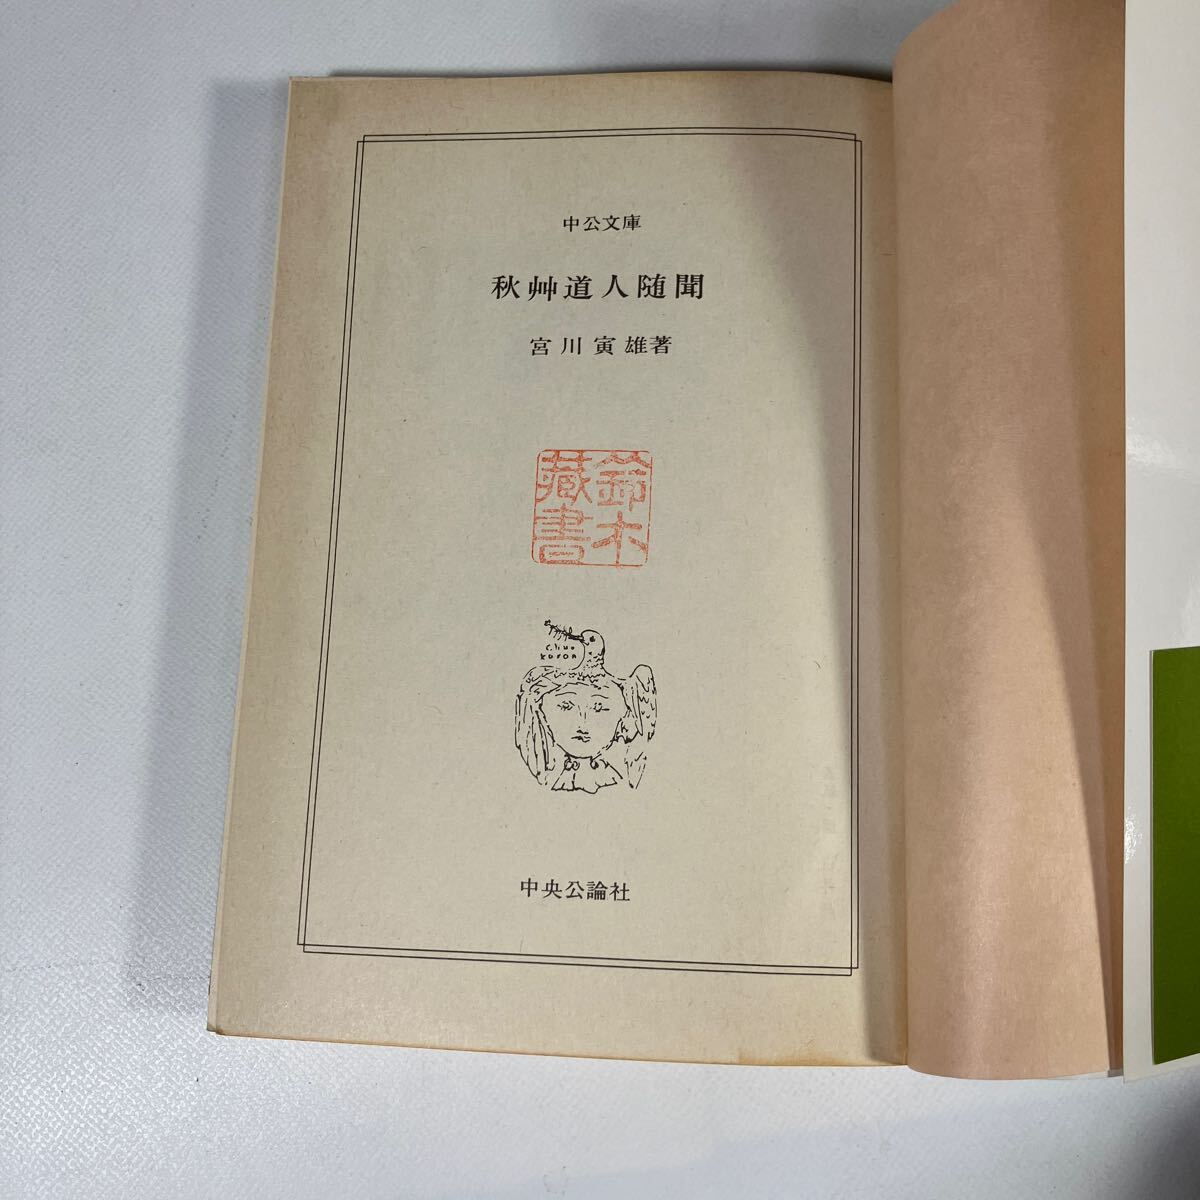 中公文庫
秋艸道人随聞
宮川寅雄著
鈴木
藏書
Chuo
Koron
中央公論社